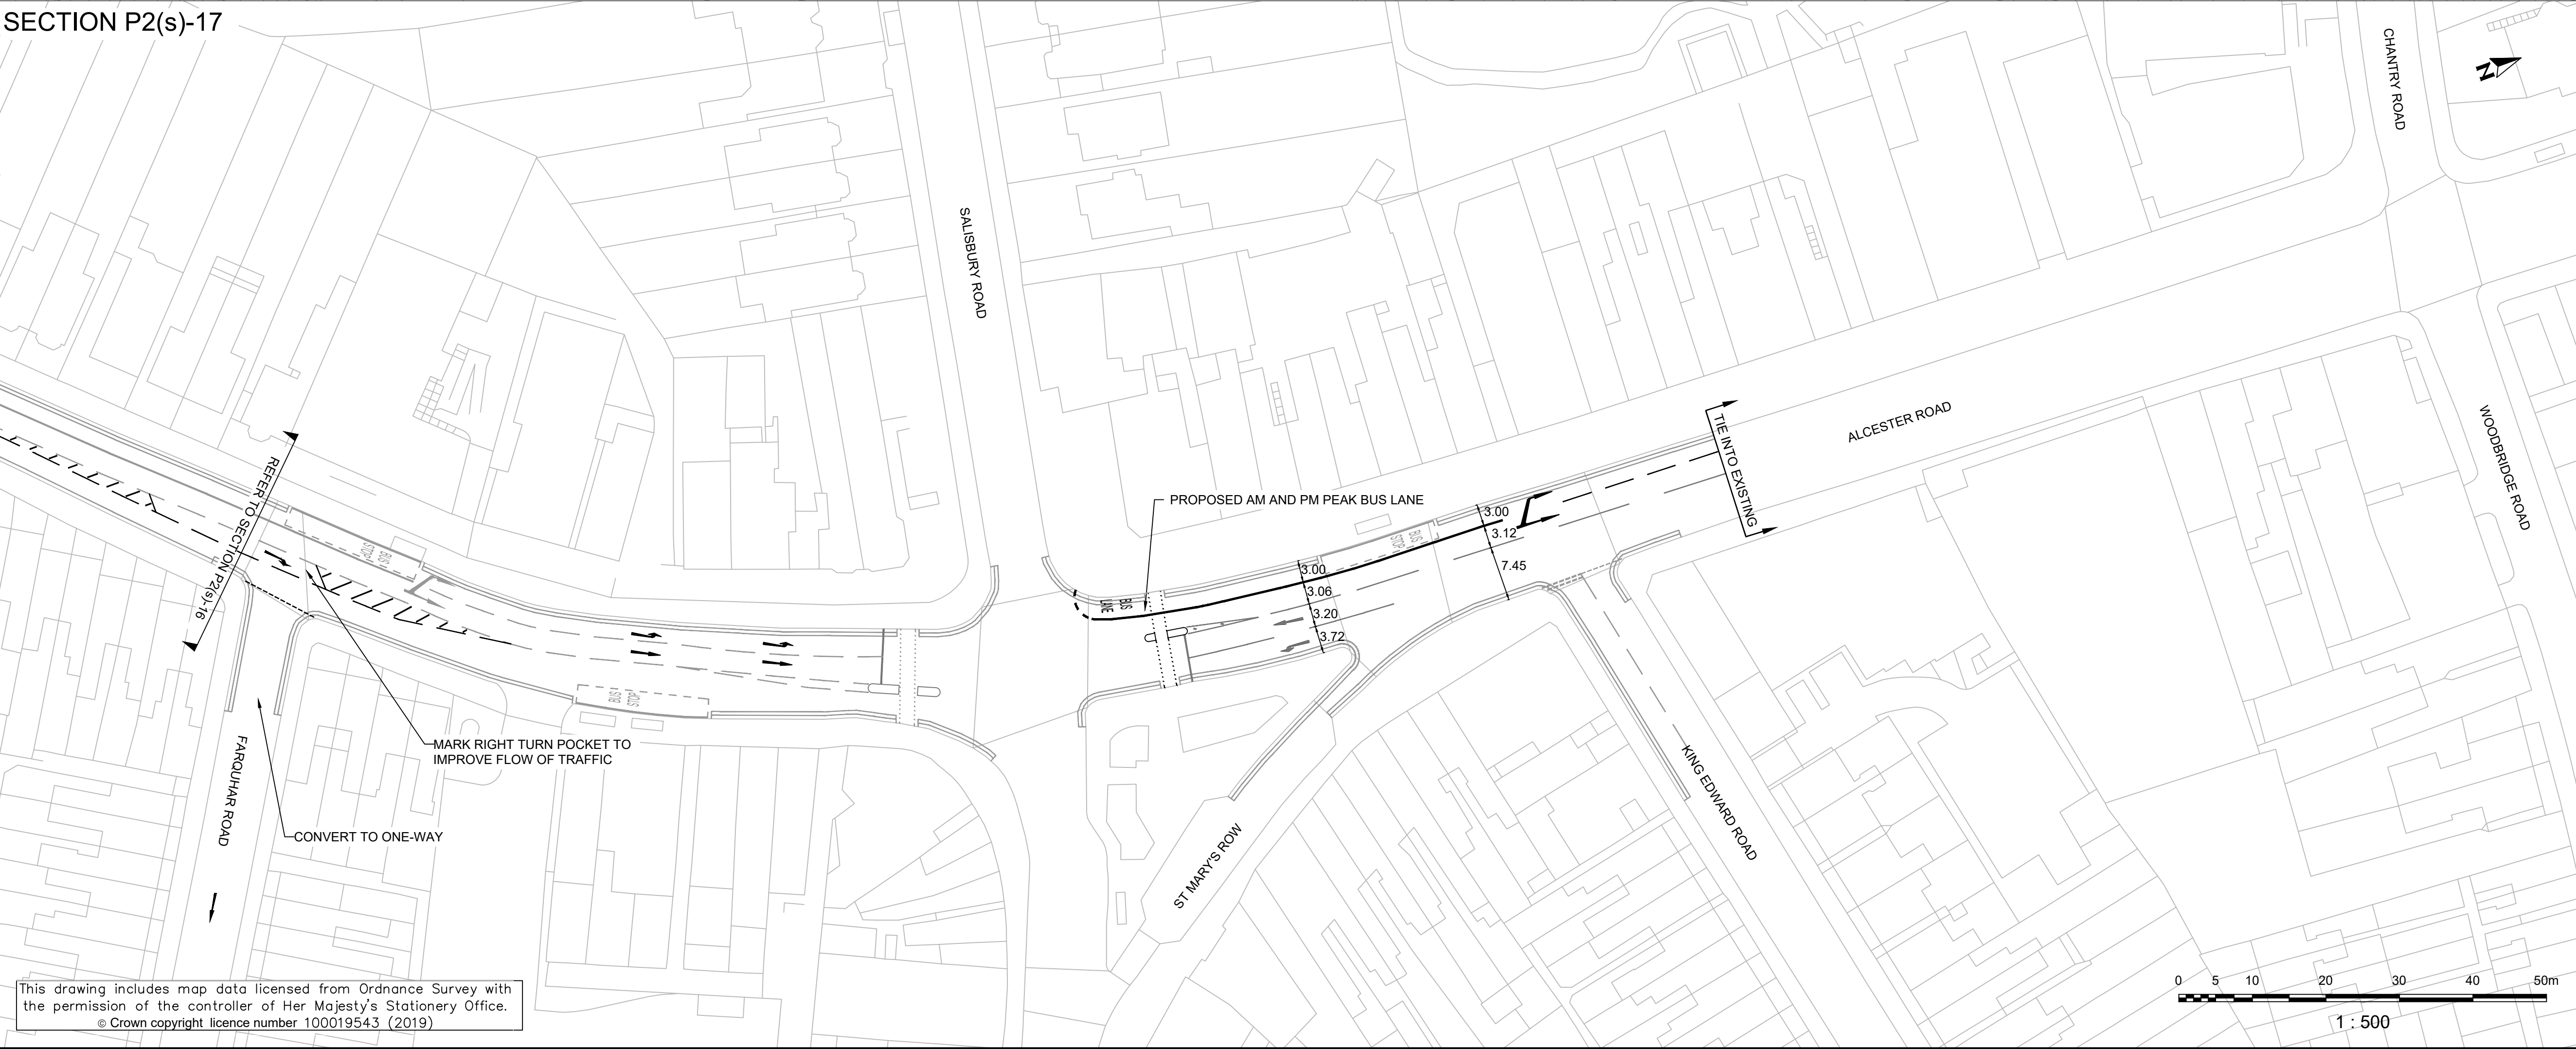 SECTION P2(s)-17
CHANTRY ROAD
N
SALISBURY ROAD
ALCESTER ROAD
WOODBRIDGE ROAD
TIE INTO EXISTING
REFER TO SECTION P2(s)-16
PROPOSED AM AND PM PEAK BUS LANE
BUS
STOP
BUS
STOP
BUS
STOP
BUS
LANE
3.00
3.12
7.45
3.00
3.06
3.20
3.72
MARK RIGHT TURN POCKET TO
IMPROVE FLOW OF TRAFFIC
FARQUHAR ROAD
CONVERT TO ONE-WAY
KING EDWARD ROAD
ST MARY'S ROW
This drawing includes map data licensed from Ordnance Survey with
the permission of the controller of Her Majesty's Stationery Office.
© Crown copyright licence number 100019543 (2019)
0 5 10 20 30 40 50m
1 : 500